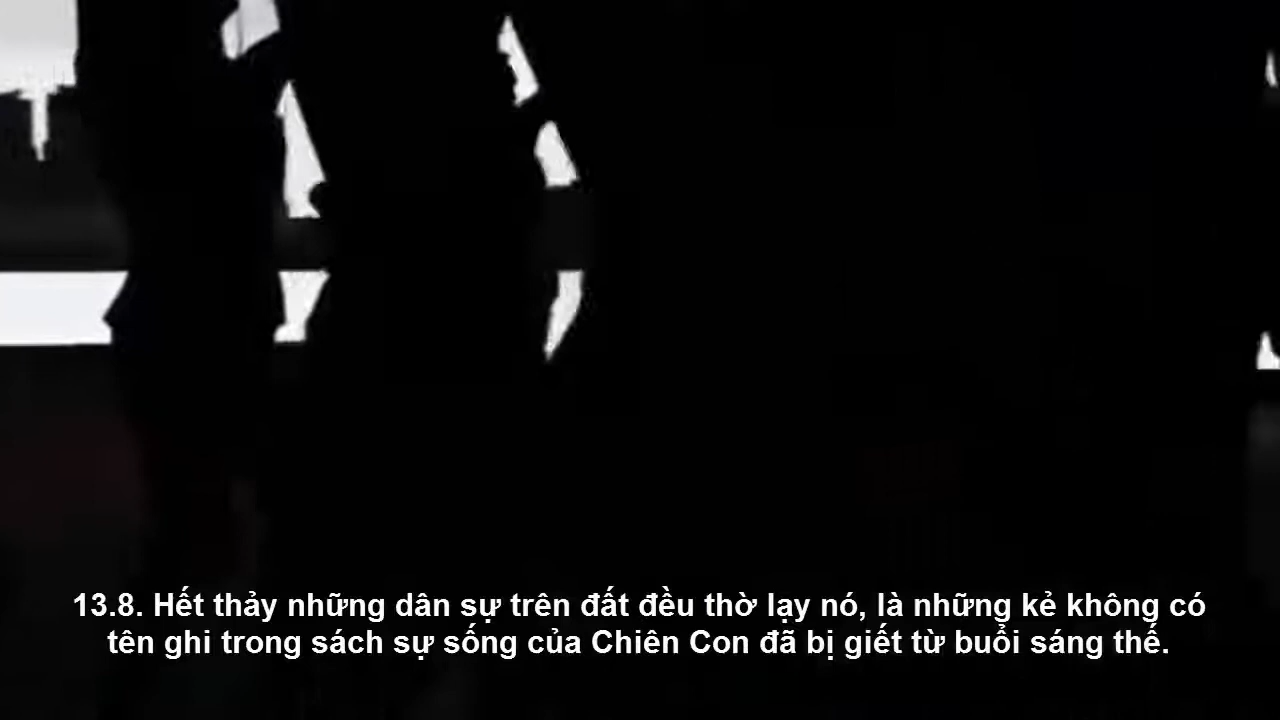 13.8. Hết thảy những dân sự trên đất đều thờ lạy nó, là những kẻ không có
tên ghi trong sách sự sống của Chiên Con đã bị giết từ buổi sáng thế.